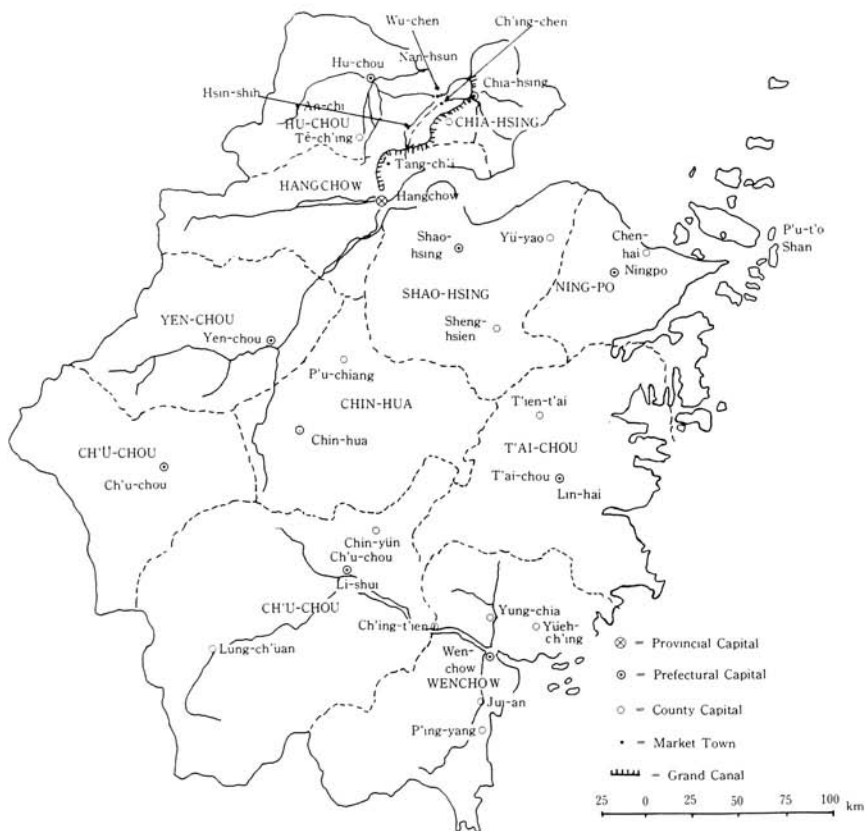 Wu-chen
Ch'ing-chen
Nan-hsun
Hu-chou
Chia-hsing
Hsin-shih
An-chi
HU-CHOU
CHIA-HSING
Tê-ch'ing
Tang-ch'i
HANGCHOW
Hangchow
P'u-t'o
Shan
Shao-
hsing
Yü-yao
Chen-
hai
Ningpo
SHAO-HSING
NING-PO
YEN-CHOU
Yen-chou
Sheng-
hsien
P'u-chiang
CHIN-HUA
T'ien-t'ai
Chin-hua
T'AI-CHOU
CH'Ü-CHOU
Ch'u-chou
T'ai-chou
Lin-hai
Chin-yün
Ch'u-chou
Li-shui
CH'U-CHOU
Ch'ing-t'ien
Yung-chia
Yüeh-
ch'ing
Lung-ch'üan
Wen-
chow
WENCHOW
Jui-an
P'ing-yang
= Provincial Capital
= Prefectural Capital
= County Capital
= Market Town
= Grand Canal
25 0 25 50 75 100
km